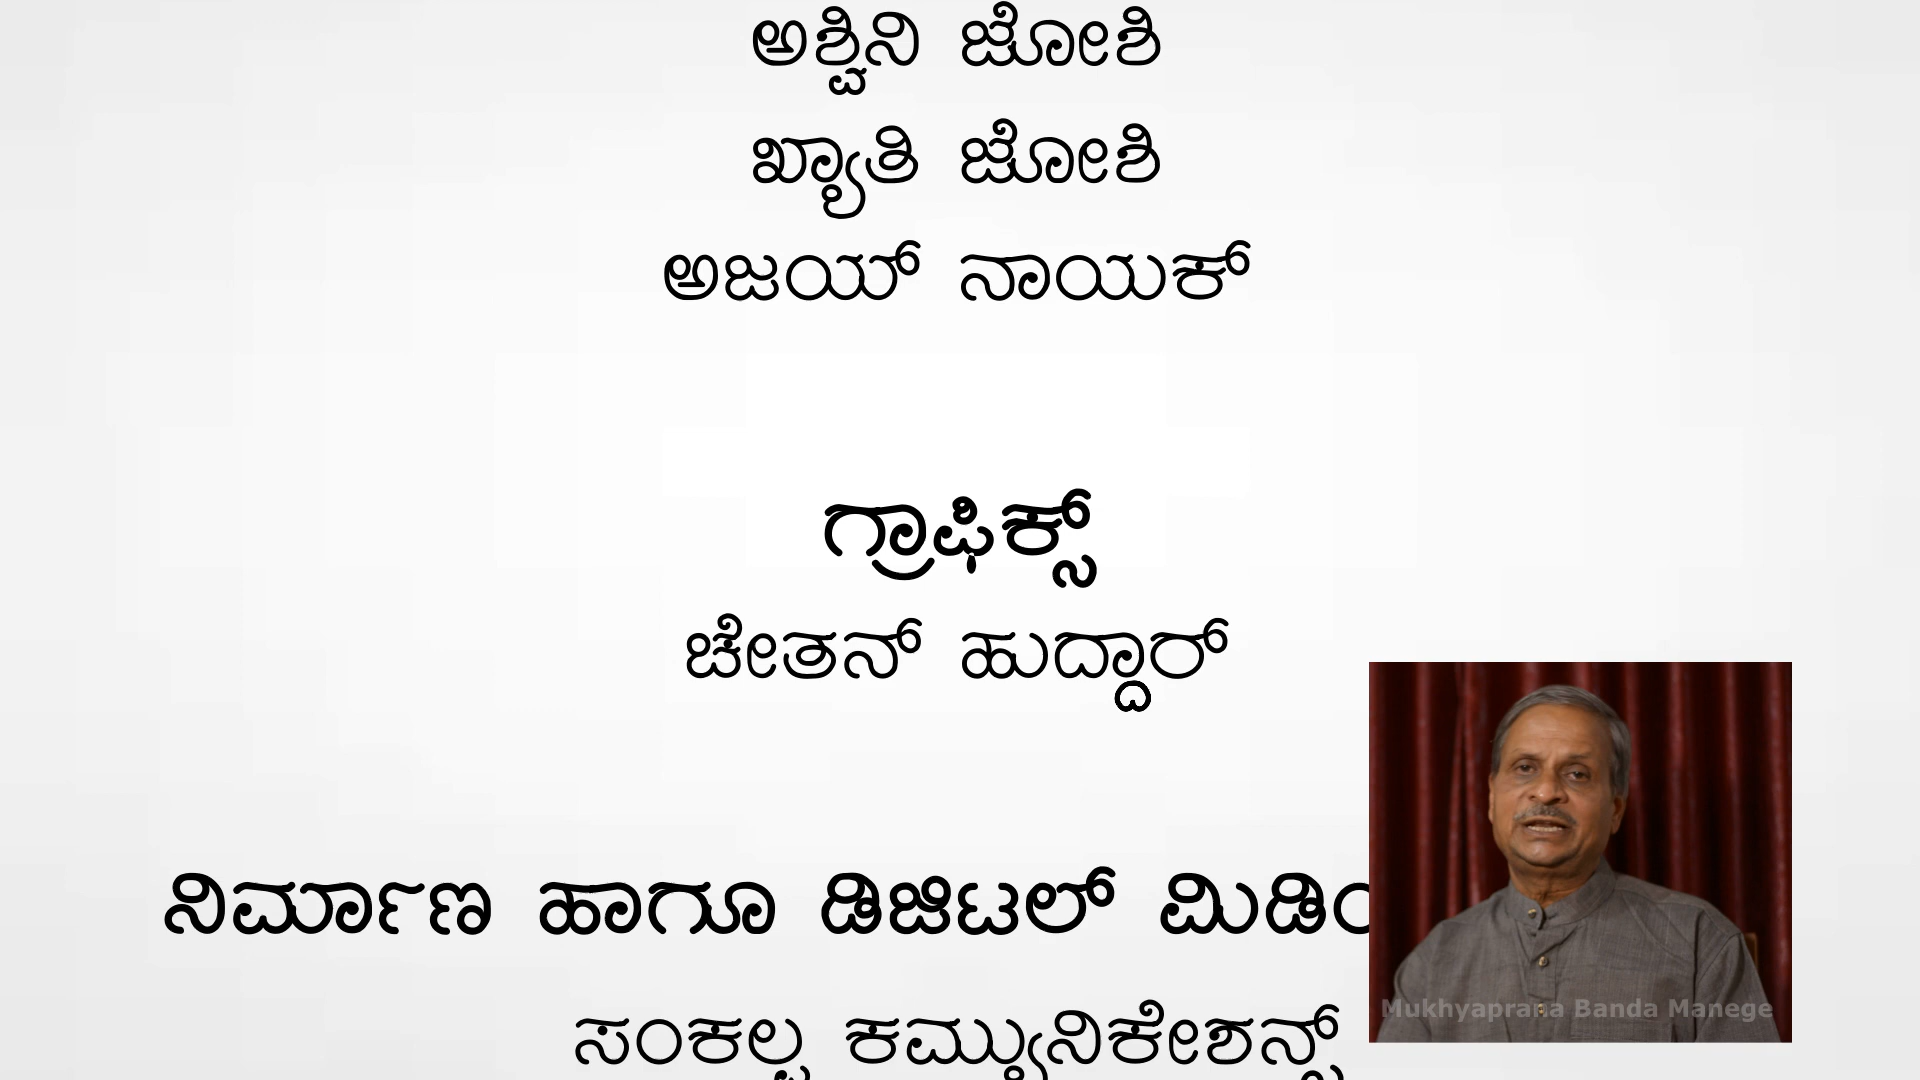 ಅಶ್ವಿನಿ ಜೋಶಿ
ಖ್ಯಾತಿ ಜೋಶಿ
ಅಜಯ್ ನಾಯಕ್
ಗ್ರಾಫಿಕ್ಸ್
ಚೇತನ್ ಹುದ್ದಾರ್
ನಿರ್ಮಾಣ ಹಾಗೂ ಡಿಜಿಟಲ್
ಸಂಕಲ್ಪ ಕಮ್ಯುನಿಕೇಶನ್ಸ್
Mukhyaprana Banda Manege